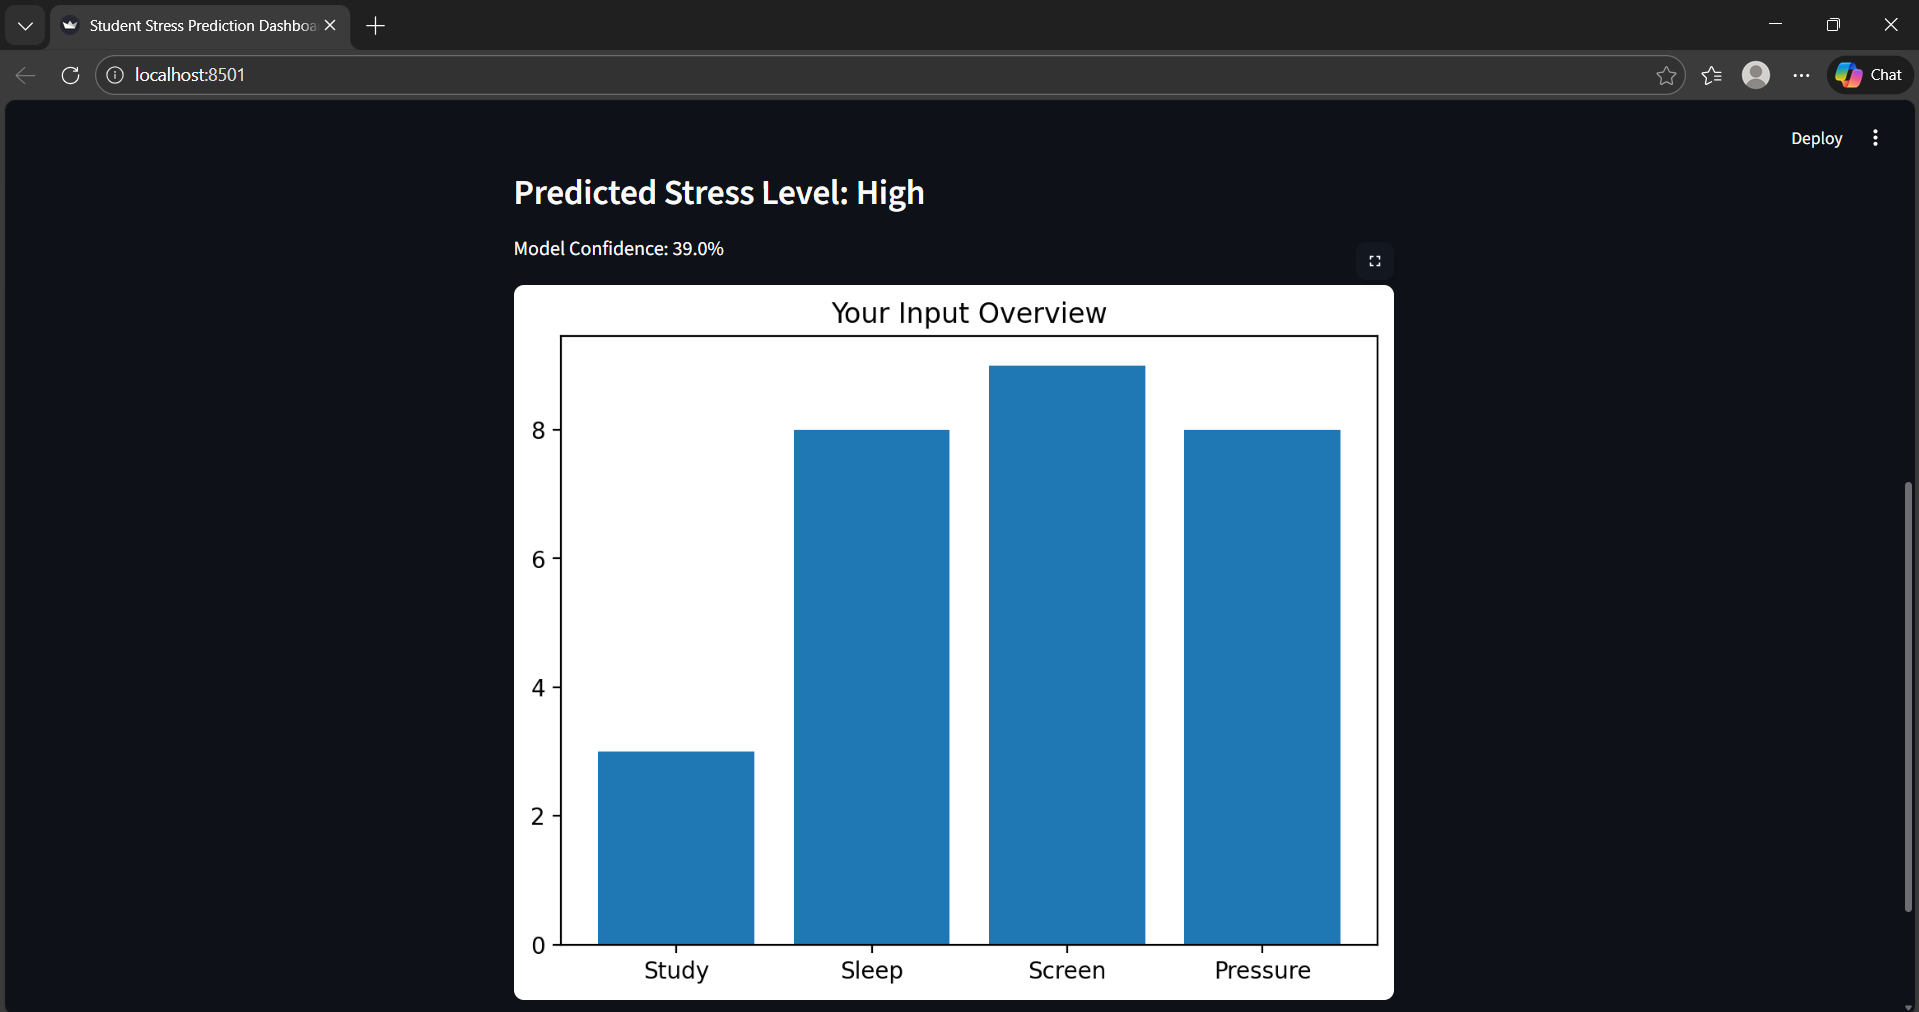 Student Stress Prediction Dashboa
localhost:8501
Chat
Deploy
Predicted Stress Level: High
Model Confidence: 39.0%
Your Input Overview
8
6
4
2
0
Study Sleep Screen Pressure